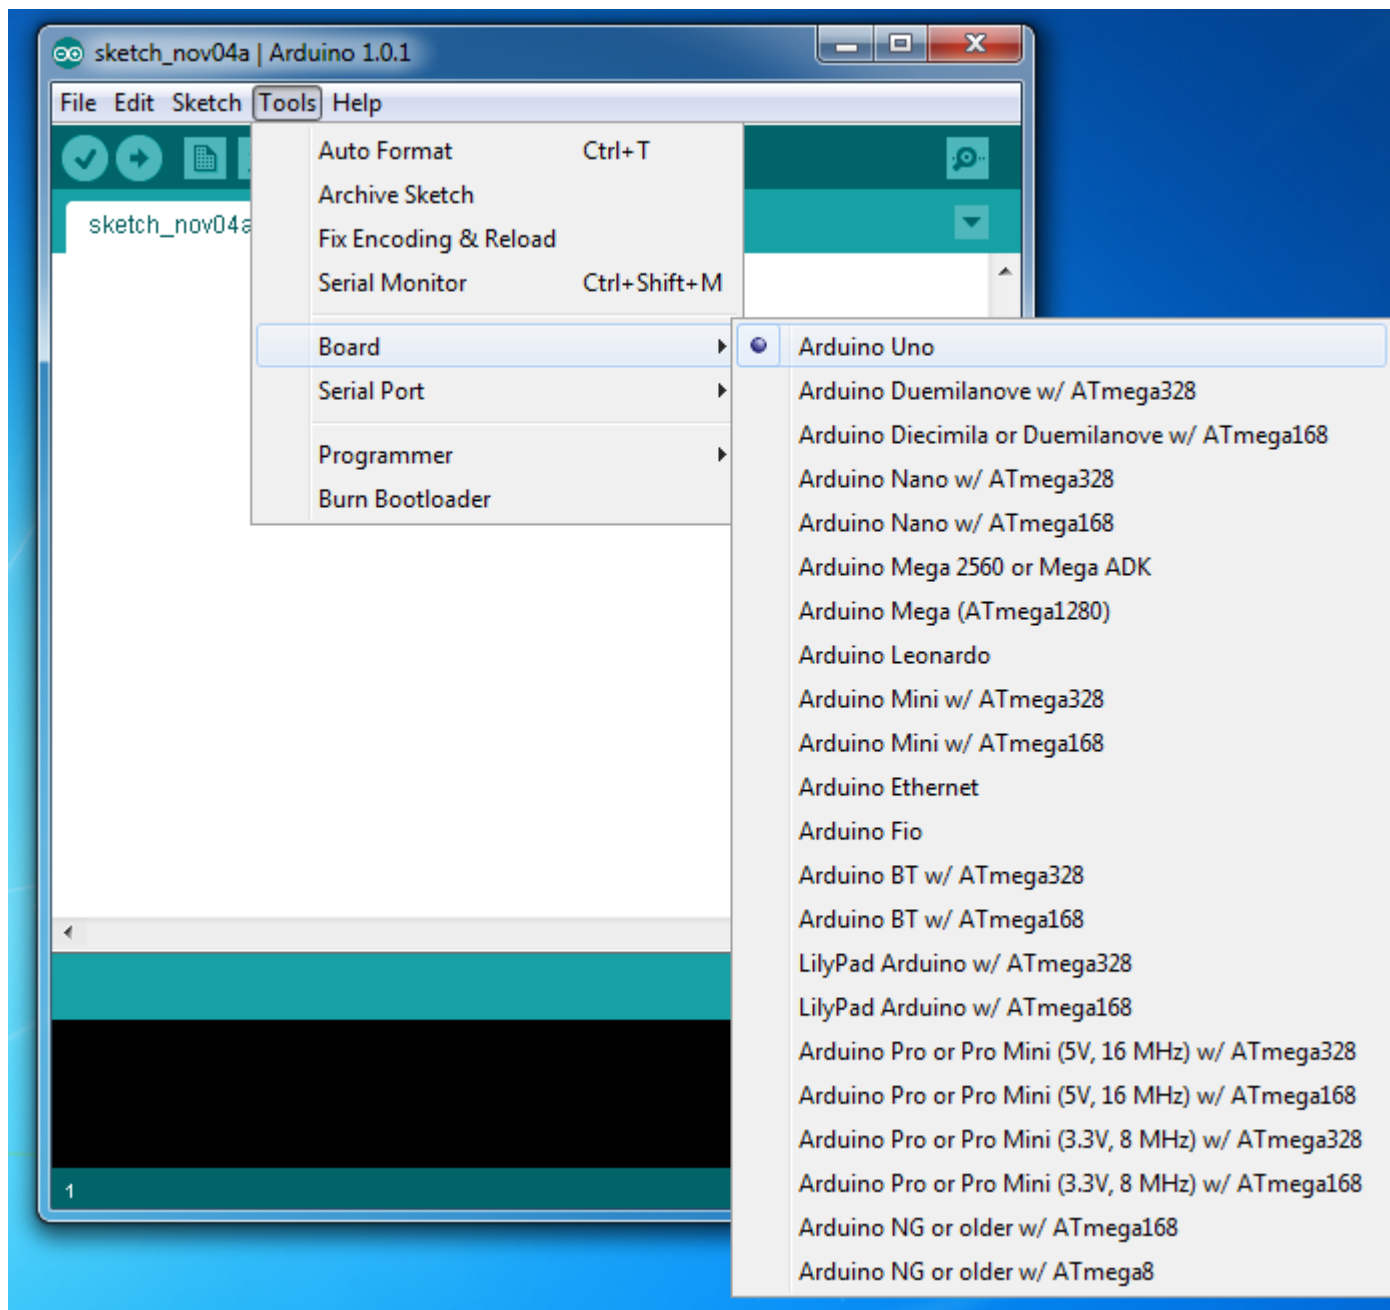 sketch_nov04a | Arduino 1.0.1
File Edit Sketch Tools Help
Auto Format Ctrl+T
Archive Sketch
sketch_nov04a
Fix Encoding & Reload
Serial Monitor Ctrl+Shift+M
Board
Serial Port
Programmer
Burn Bootloader
Arduino Uno
Arduino Duemilanove w/ ATmega328
Arduino Diecimila or Duemilanove w/ ATmega168
Arduino Nano w/ ATmega328
Arduino Nano w/ ATmega168
Arduino Mega 2560 or Mega ADK
Arduino Mega (ATmega1280)
Arduino Leonardo
Arduino Mini w/ ATmega328
Arduino Mini w/ ATmega168
Arduino Ethernet
Arduino Fio
Arduino BT w/ ATmega328
Arduino BT w/ ATmega168
LilyPad Arduino w/ ATmega328
LilyPad Arduino w/ ATmega168
Arduino Pro or Pro Mini (5V, 16 MHz) w/ ATmega328
Arduino Pro or Pro Mini (5V, 16 MHz) w/ ATmega168
Arduino Pro or Pro Mini (3.3V, 8 MHz) w/ ATmega328
Arduino Pro or Pro Mini (3.3V, 8 MHz) w/ ATmega168
Arduino NG or older w/ ATmega168
Arduino NG or older w/ ATmega8
1